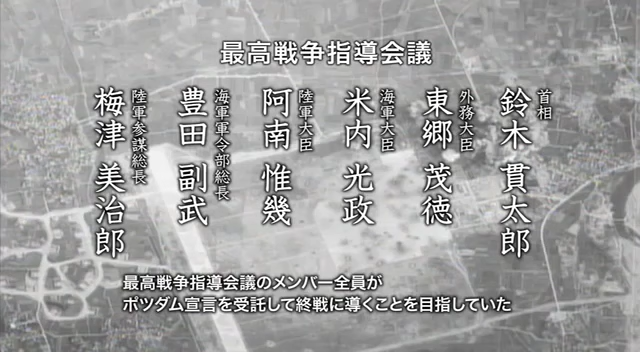 最高戦争指導会議
首相
鈴木 貫太郎
外務大臣
東郷 茂徳
海軍大臣
米内 光政
陸軍大臣
阿南 惟幾
海軍軍令部総長
豊田 副武
陸軍参謀総長
梅津 美治郎
最高戦争指導会議のメンバー全員が
ポツダム宣言を受託して終戦に導くことを目指していた